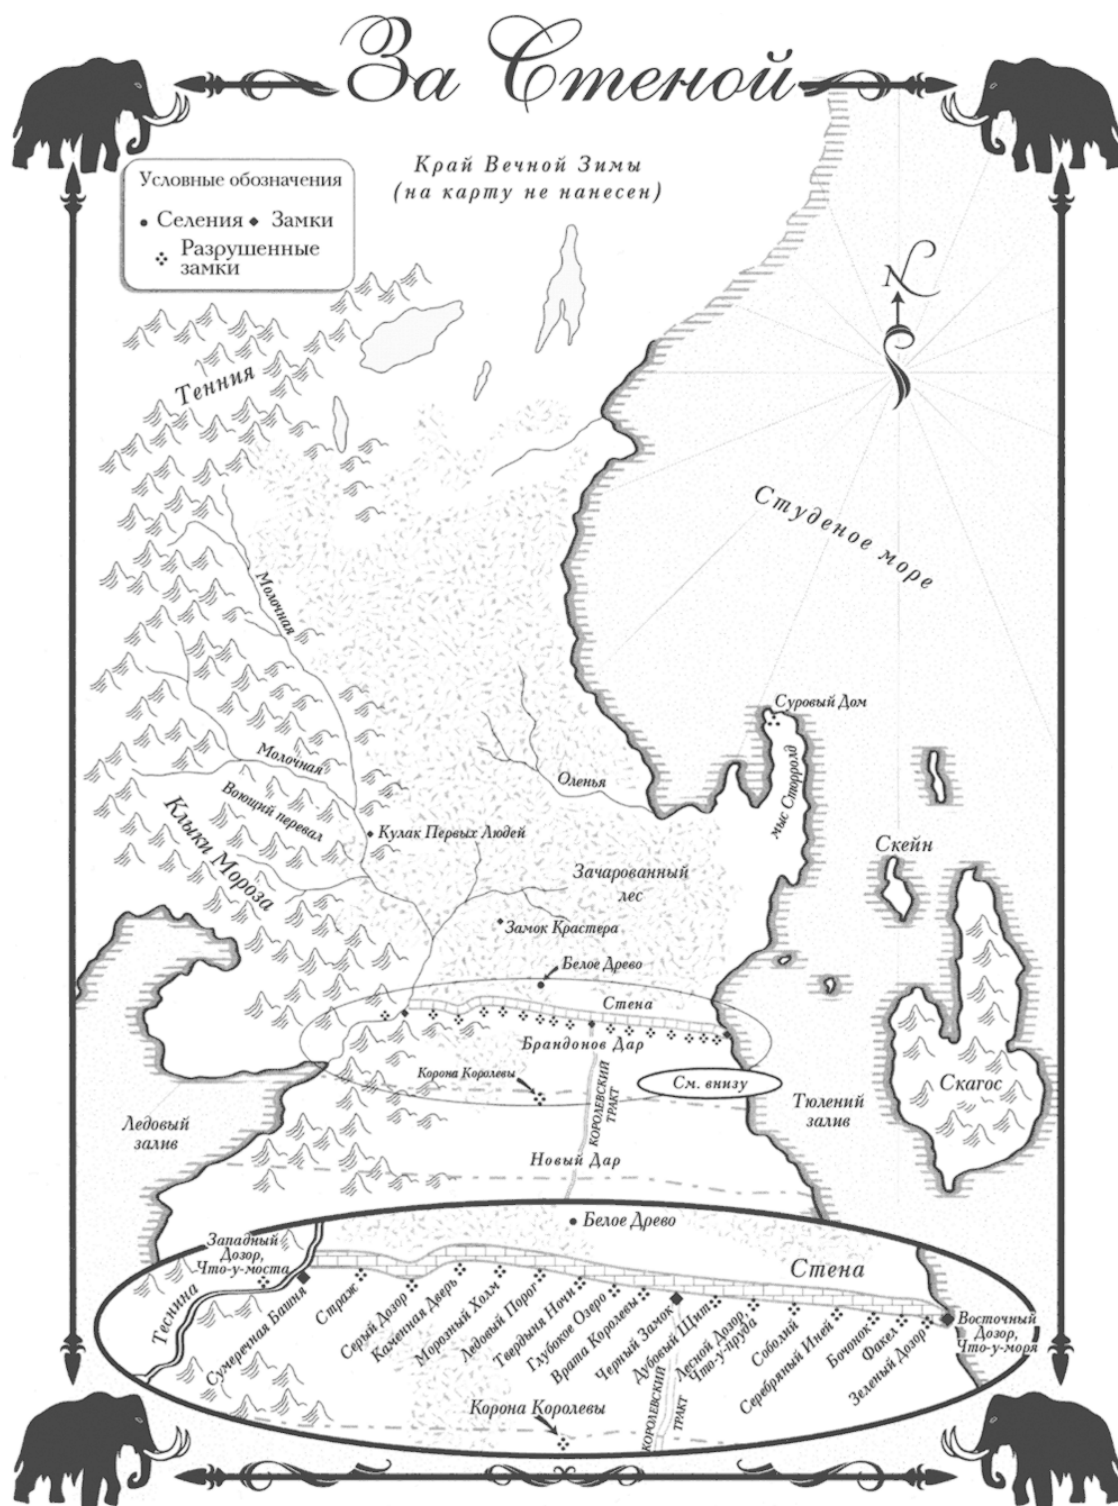 За Стеной
Край Вечной Зимы
(на карту не нанесен)
Условные обозначения
Селения
Замки
Разрушенные
замки
N
Тенния
Студеное море
Молочная
Суровый Дом
мыс Сторролд
Оленья
Молочная
Воющий перевал
Клыки Мороза
Кулак Первых Людей
Скейн
Зачарованный
лес
Замок Крастера
Белое Древо
Стена
Брандонов Дар
Корона Королевы
КОРОЛЕВСКИЙ
ТРАКТ
См. внизу
Скагос
Тюлений
залив
Ледовый
залив
Новый Дар
Белое Древо
Западный
Дозор,
Что-у-моста
Стена
Теснина
Сумеречная Башня
Страж
Серый Дозор
Каменная Дверь
Морозный Холм
Ледовый Порог
Твердыня Ночи
Глубокое Озеро
Врата Королевы
Черный Замок
Дубовый Щит
Лесной Дозор,
Что-у-пруда
Соболий
Серебряный Иней
Бочонок
Факел
Зеленый Дозор
Восточный
Дозор,
Что-у-моря
Корона Королевы
КОРОЛЕВСКИЙ
ТРАКТ